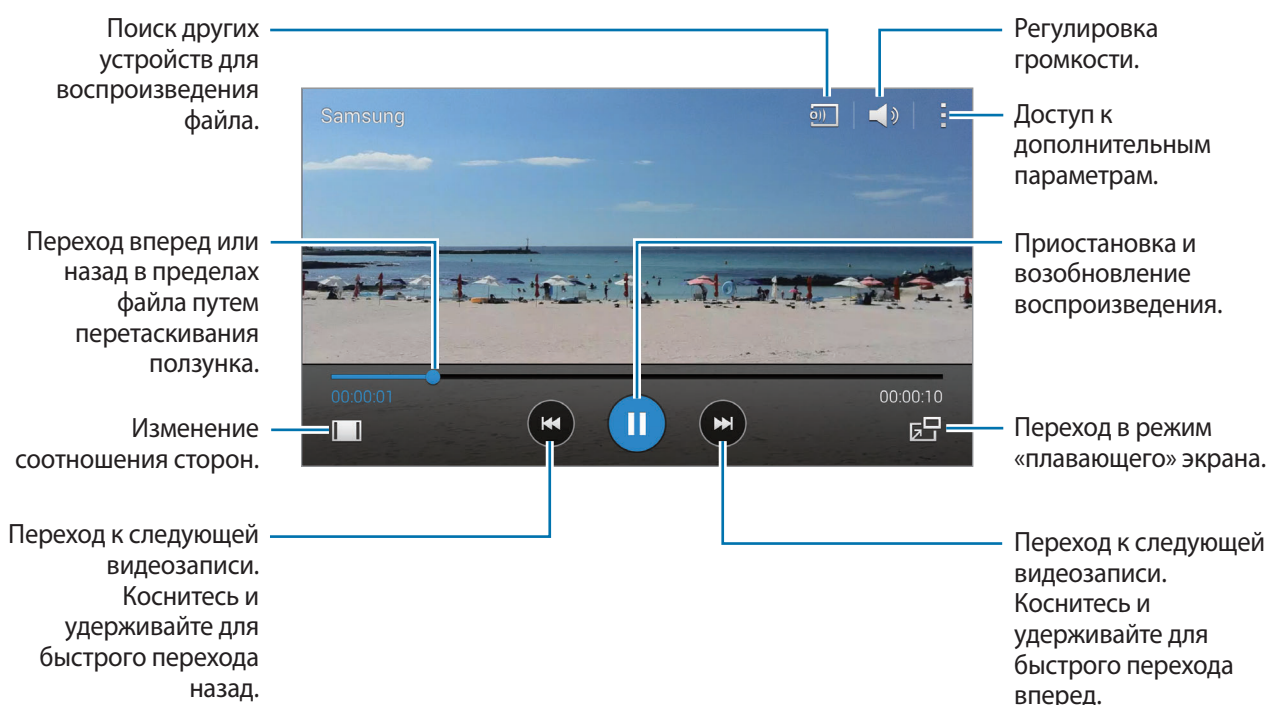 Поиск других
устройств для
воспроизведения
файла.
Регулировка
громкости.
Samsung
Доступ к
дополнительным
параметрам.
Переход вперед или
назад в пределах
файла путем
перетаскивания
ползунка.
Приостановка и
возобновление
воспроизведения.
00:00:01
00:00:10
Изменение
соотношения сторон.
Переход в режим
«плавающего» экрана.
Переход к следующей
видеозаписи.
Коснитесь и
удерживайте для
быстрого перехода
назад.
Переход к следующей
видеозаписи.
Коснитесь и
удерживайте для
быстрого перехода
вперед.